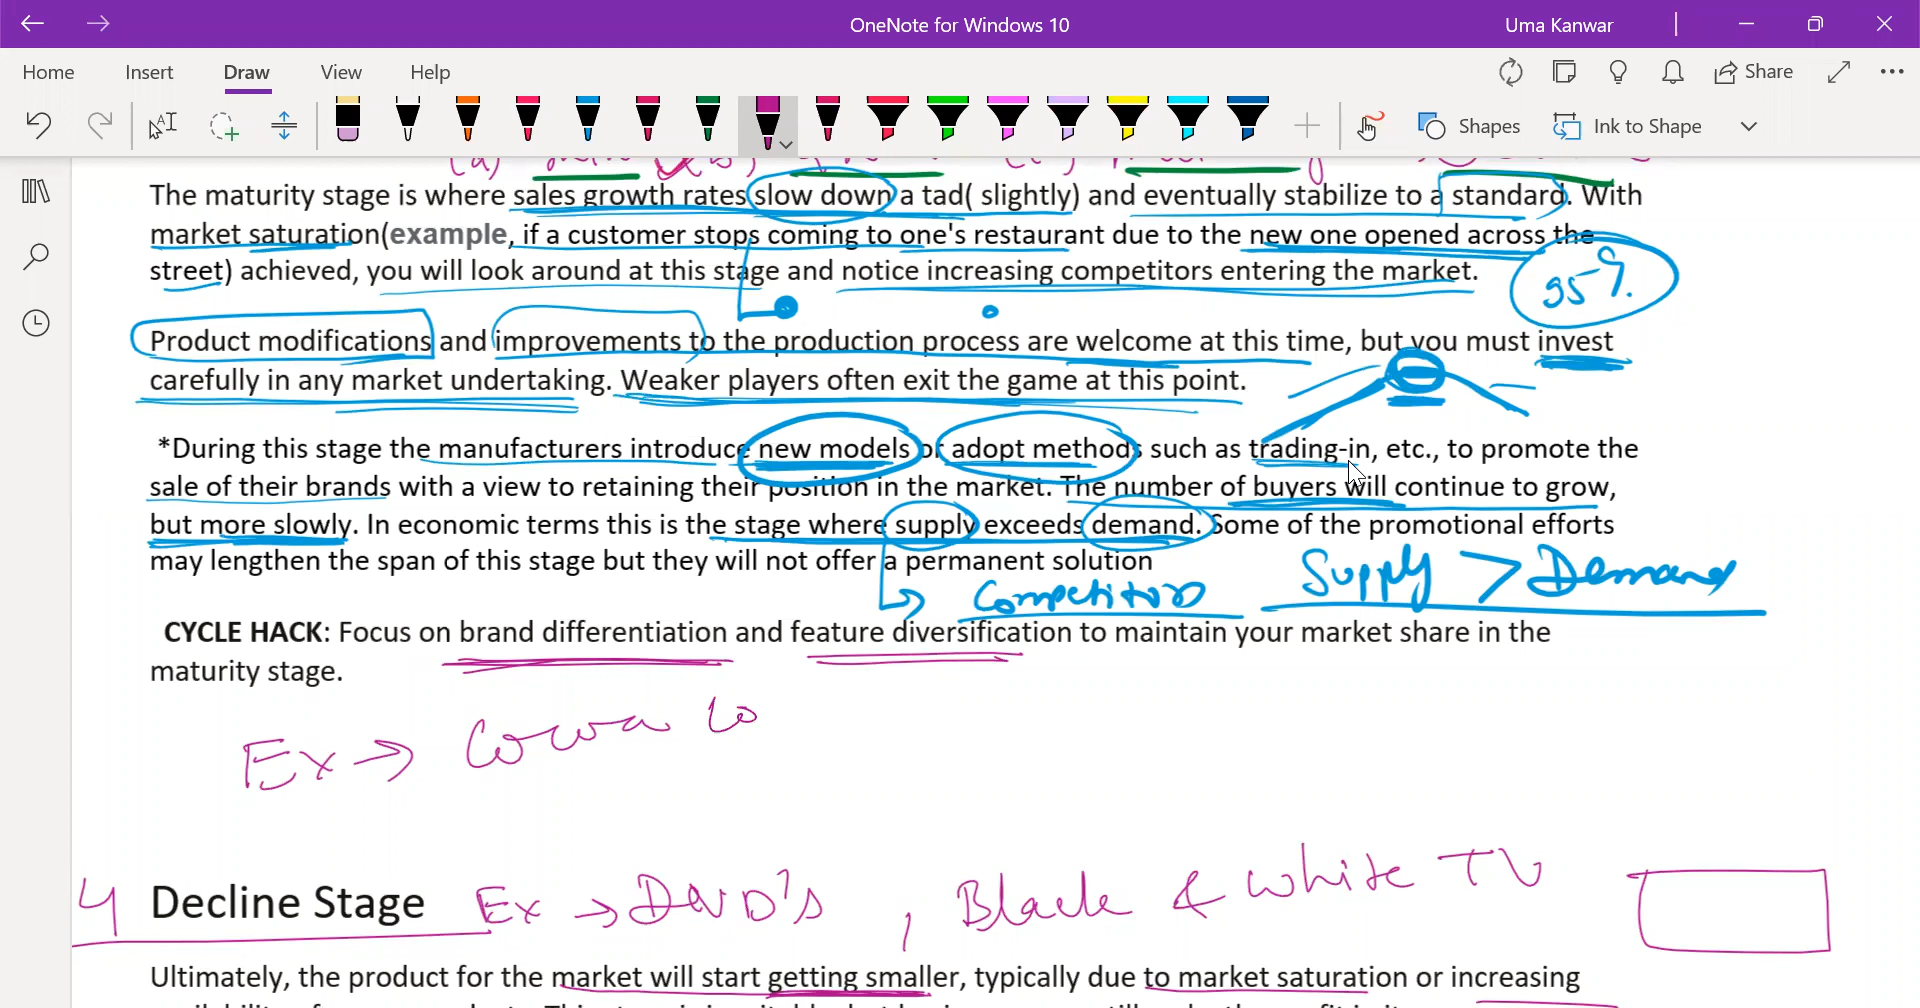 OneNote for Windows 10 Uma Kanwar
Home Insert Draw View Help Share
Shapes Ink to Shape
The maturity stage is where sales growth rates slow down a tad( slightly) and eventually stabilize to a standard. With
market saturation(example, if a customer stops coming to one's restaurant due to the new one opened across the
street) achieved, you will look around at this stage and notice increasing competitors entering the market.
Product modifications and improvements to the production process are welcome at this time, but you must invest
carefully in any market undertaking. Weaker players often exit the game at this point.
*During this stage the manufacturers introduce new models or adopt methods such as trading-in, etc., to promote the
sale of their brands with a view to retaining their position in the market. The number of buyers will continue to grow,
but more slowly. In economic terms this is the stage where supply exceeds demand. Some of the promotional efforts
may lengthen the span of this stage but they will not offer a permanent solution
Competitors Supply > Demand
CYCLE HACK: Focus on brand differentiation and feature diversification to maintain your market share in the
maturity stage.
Ex →
4 Decline Stage Ex → DVD's , Black & White TV
Ultimately, the product for the market will start getting smaller, typically due to market saturation or increasing